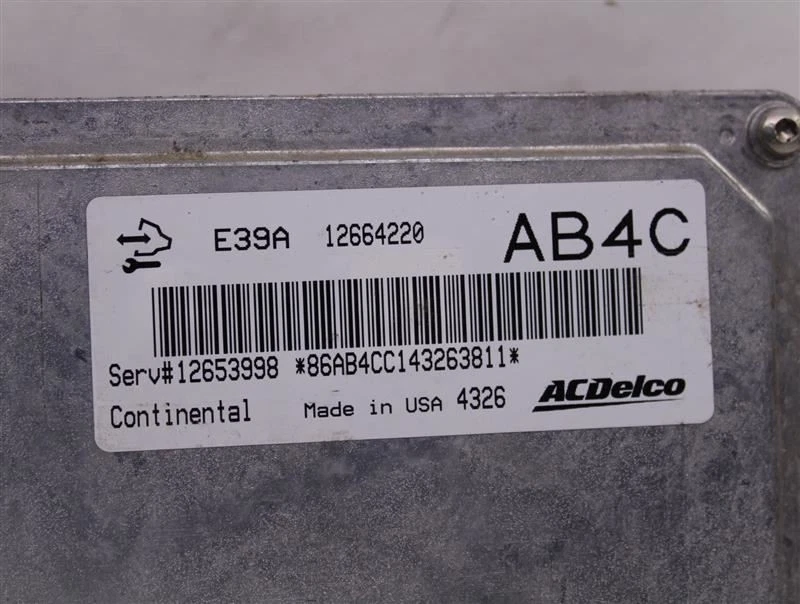 E39A 12664220 AB4C
Serv#12653998 *86AB4CC143263811*
Continental Made in USA 4326 ACDelco